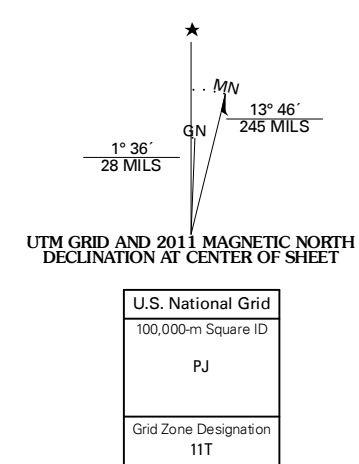 ★
MN
GN
13° 46´
245 MILS
1° 36´
28 MILS
UTM GRID AND 2011 MAGNETIC NORTH
DECLINATION AT CENTER OF SHEET
U.S. National Grid
100,000-m Square ID
PJ
Grid Zone Designation
11T